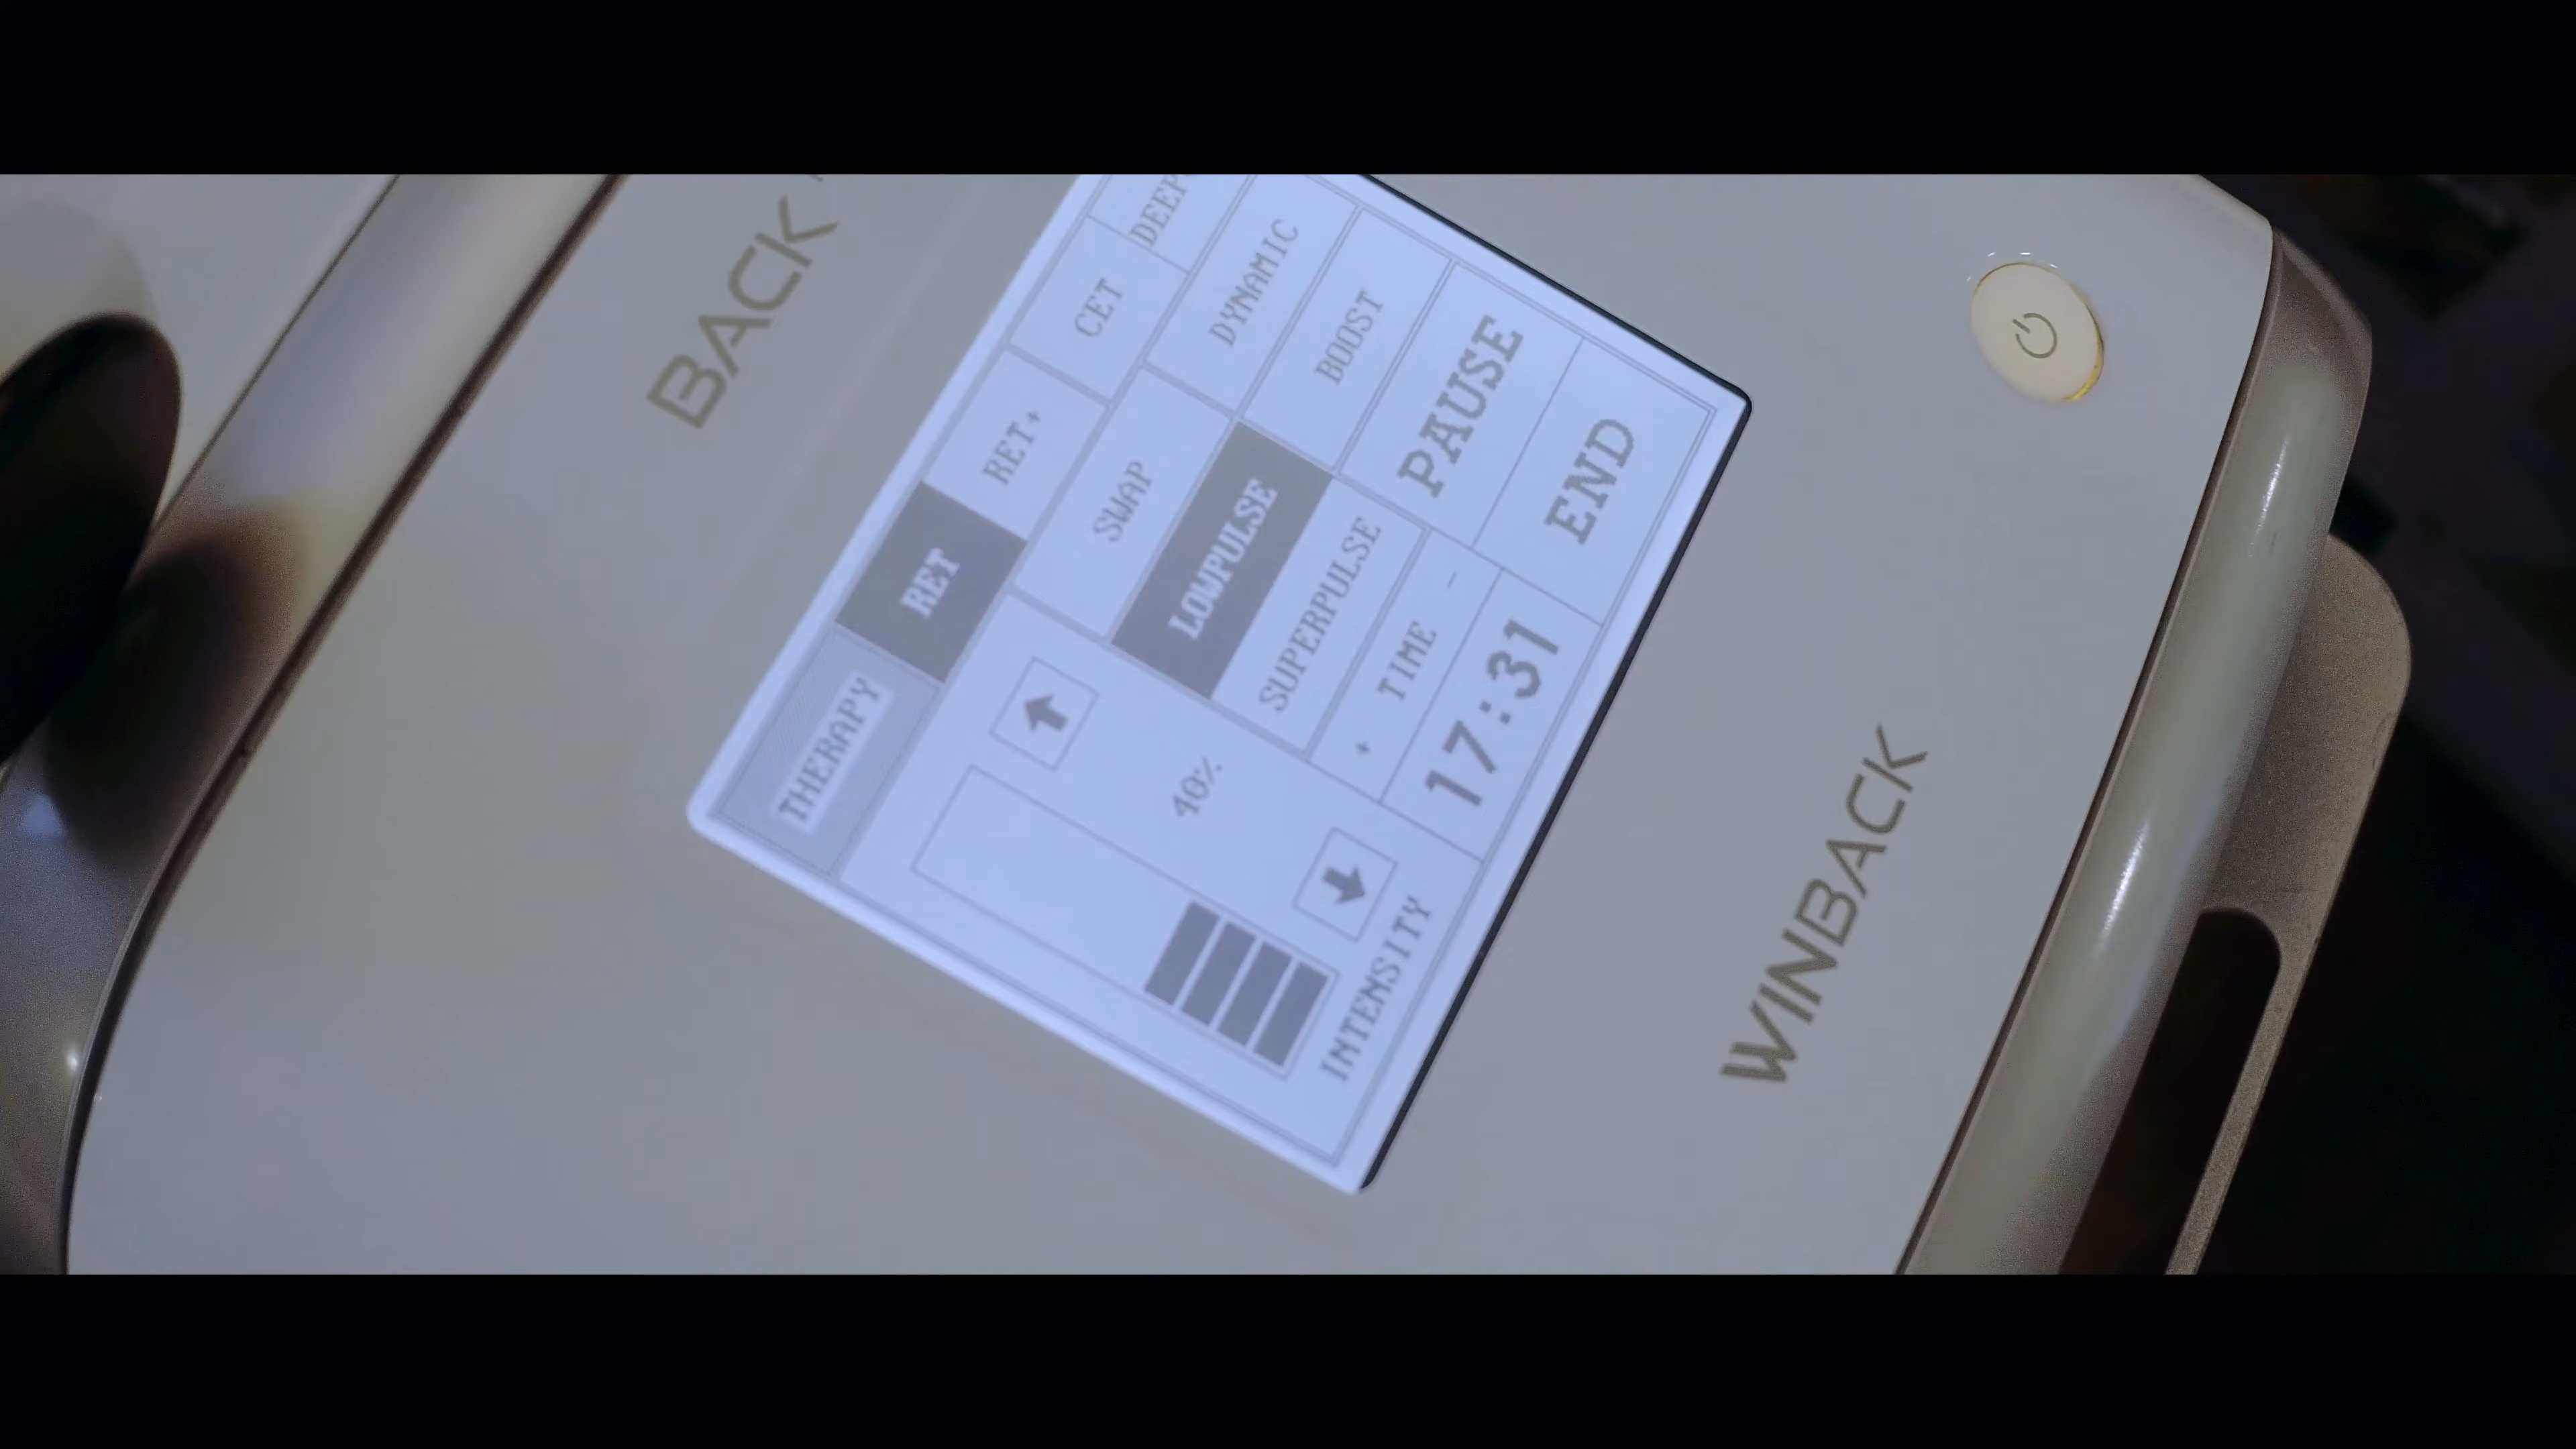 BACK
THERAPY
RET
RET+
CET
DEEP
SWAP
DYNAMIC
LOWPULSE
BOOST
SUPERPULSE
40%
INTENSITY
+ TIME -
17:31
PAUSE
END
WINBACK